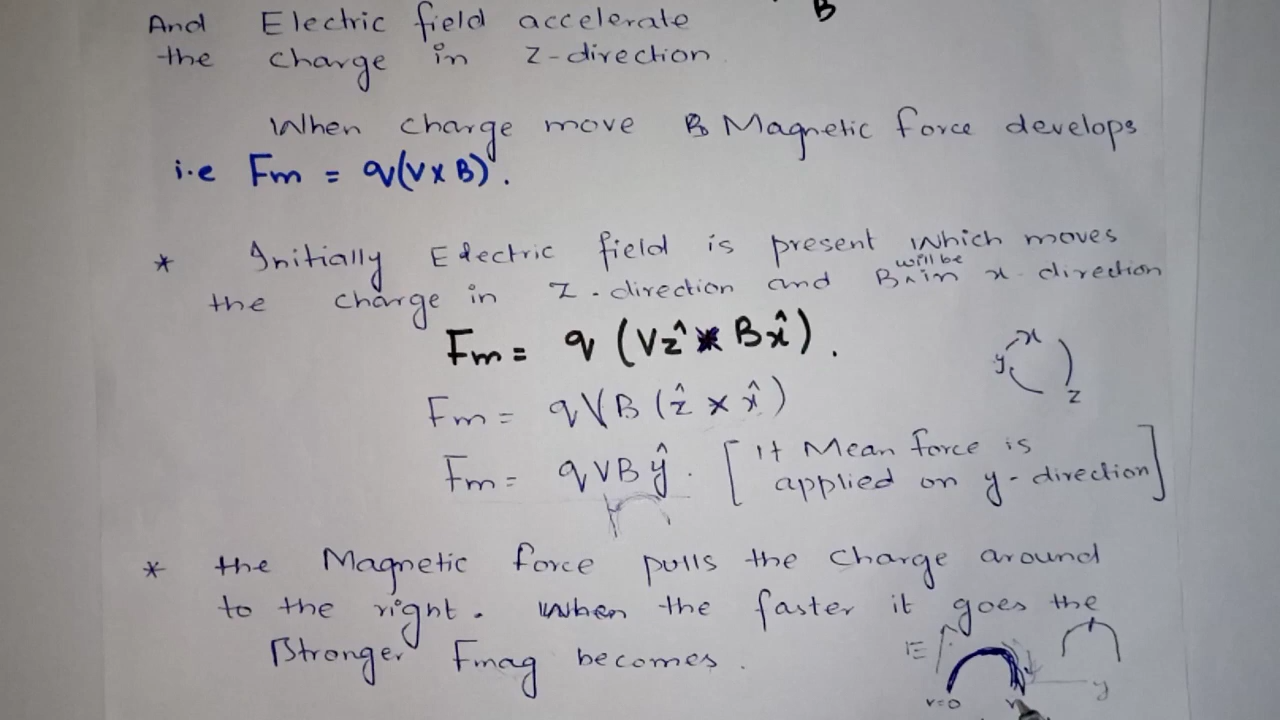 B
And Electric field accelerate
the charge in z-direction
When charge move B Magnetic force develops
i.e Fm = q(V×B).
* Initially Electric field is present which moves
the charge in z-direction and B will be in x-direction
Fm = q (Vẑ × Bx̂).
Fm = qVB (ẑ × x̂)
x
y
z
Fm = qVBŷ. [It Mean force is
applied on y-direction]
* the Magnetic force pulls the charge around
to the right. When the faster it goes the
Stronger Fmag becomes.
E
y
v=0